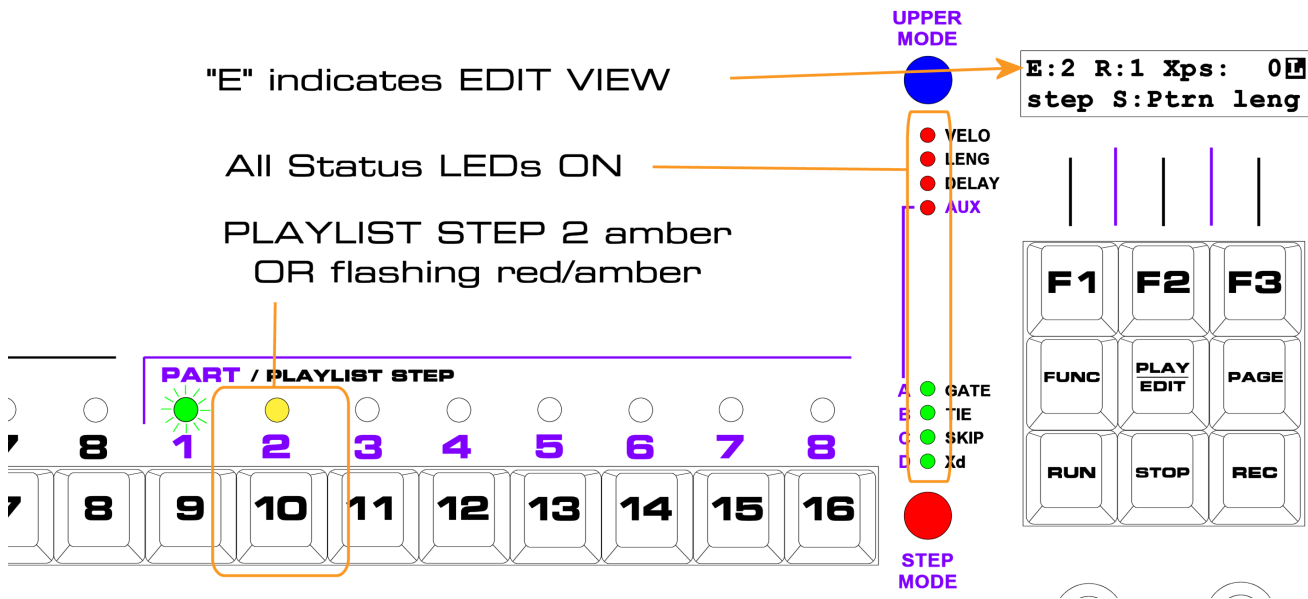 UPPER
MODE
"E" indicates EDIT VIEW
E:2 R:1 Xps: 0L
step S:Ptrn leng
VELO
All Status LEDs ON
LENG
DELAY
AUX
PLAYLIST STEP 2 amber
OR flashing red/amber
F1 F2 F3
PART / PLAYLIST STEP
FUNC PLAY EDIT PAGE
A GATE
B TIE
C SKIP
D Xd
7 8 1 2 3 4 5 6 7 8
RUN STOP REC
7 8 9 10 11 12 13 14 15 16
STEP
MODE